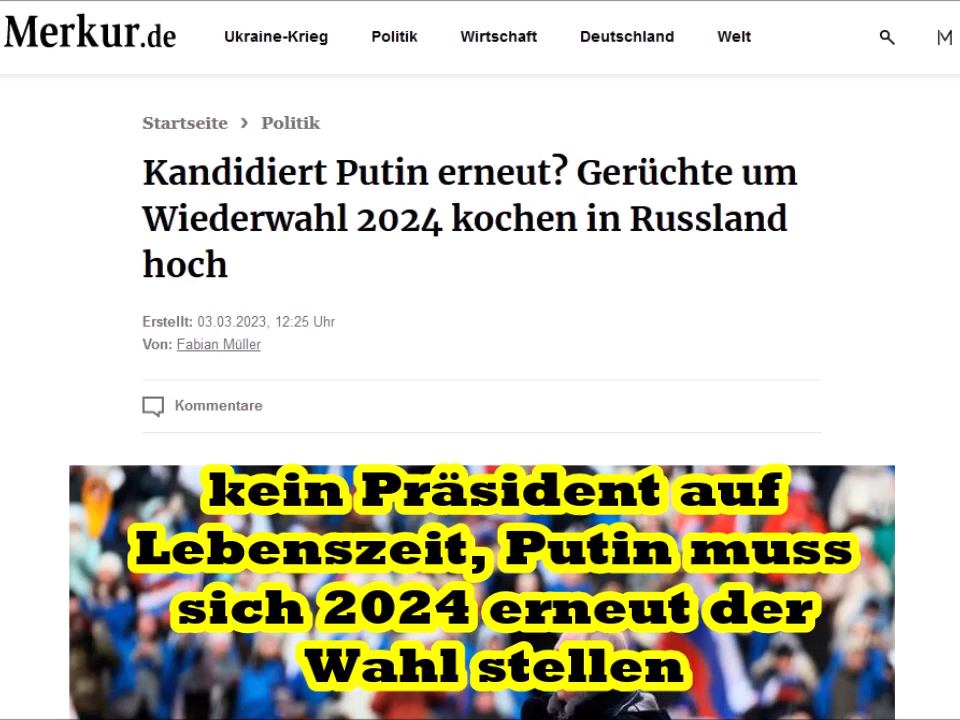 Merkur.de
Ukraine-Krieg Politik Wirtschaft Deutschland Welt M
Startseite › Politik
Kandidiert Putin erneut? Gerüchte um
Wiederwahl 2024 kochen in Russland
hoch
Erstellt: 03.03.2023, 12:25 Uhr
Von: Fabian Müller
Kommentare
kein Präsident auf
Lebenszeit, Putin muss
sich 2024 erneut der
Wahl stellen